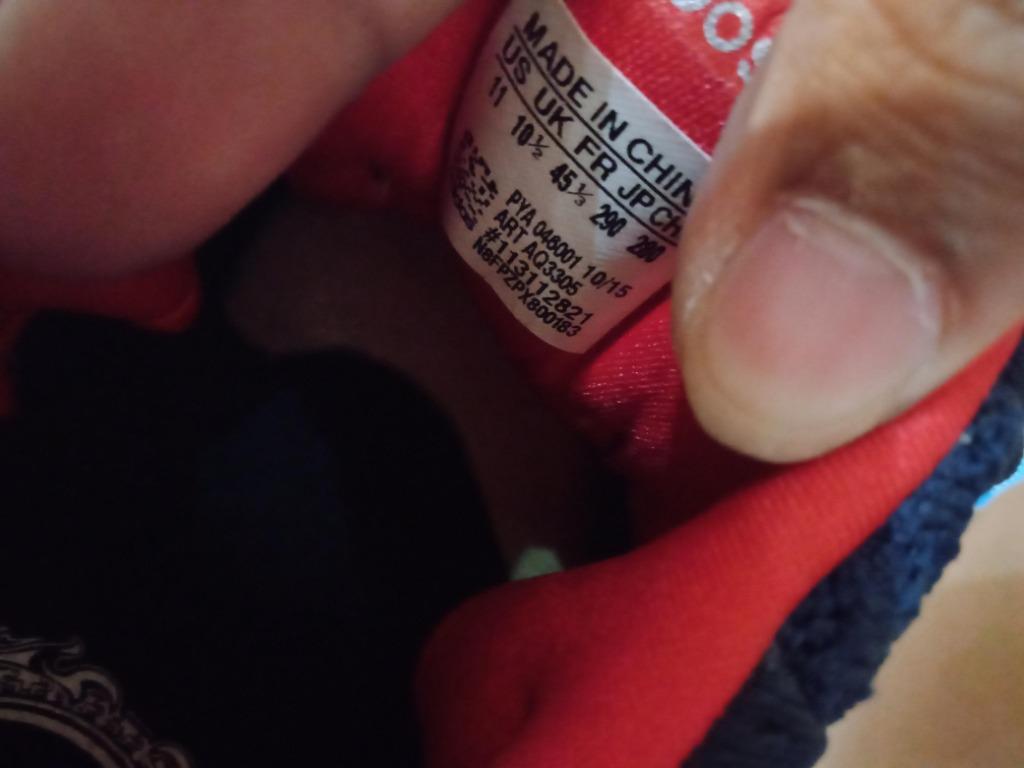 MADE IN CHIN
US UK FR JP CH
11 10½ 45⅓ 290 280
PYA 046001 10/15
ART AQ3305
#113112821
N8FPZPX800183